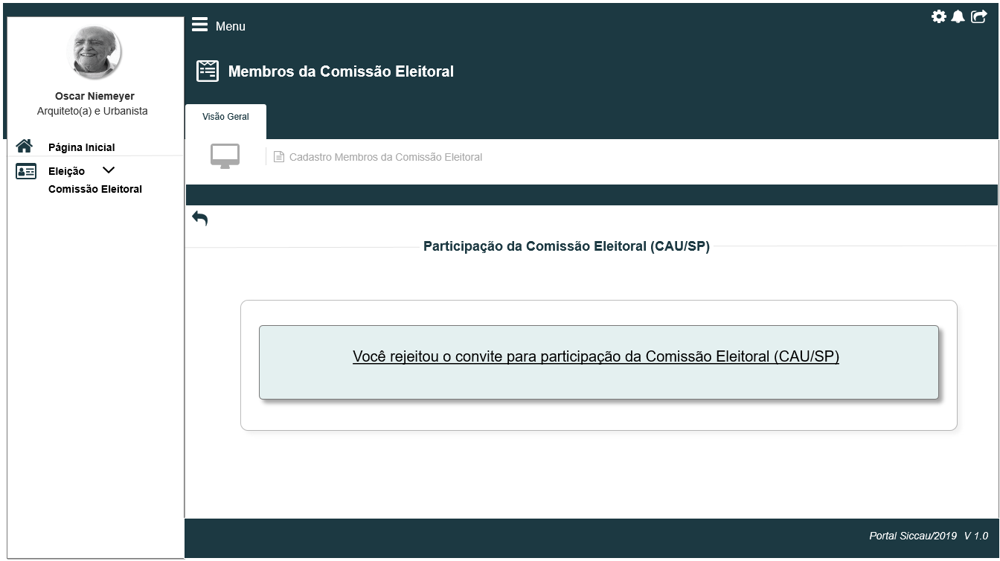 Menu
Membros da Comissão Eleitoral
Oscar Niemeyer
Arquiteto(a) e Urbanista
Página Inicial
Eleição
Comissão Eleitoral
Visão Geral
Cadastro Membros da Comissão Eleitoral
Participação da Comissão Eleitoral (CAU/SP)
Você rejeitou o convite para participação da Comissão Eleitoral (CAU/SP)
Portal Siccau/2019 V 1.0